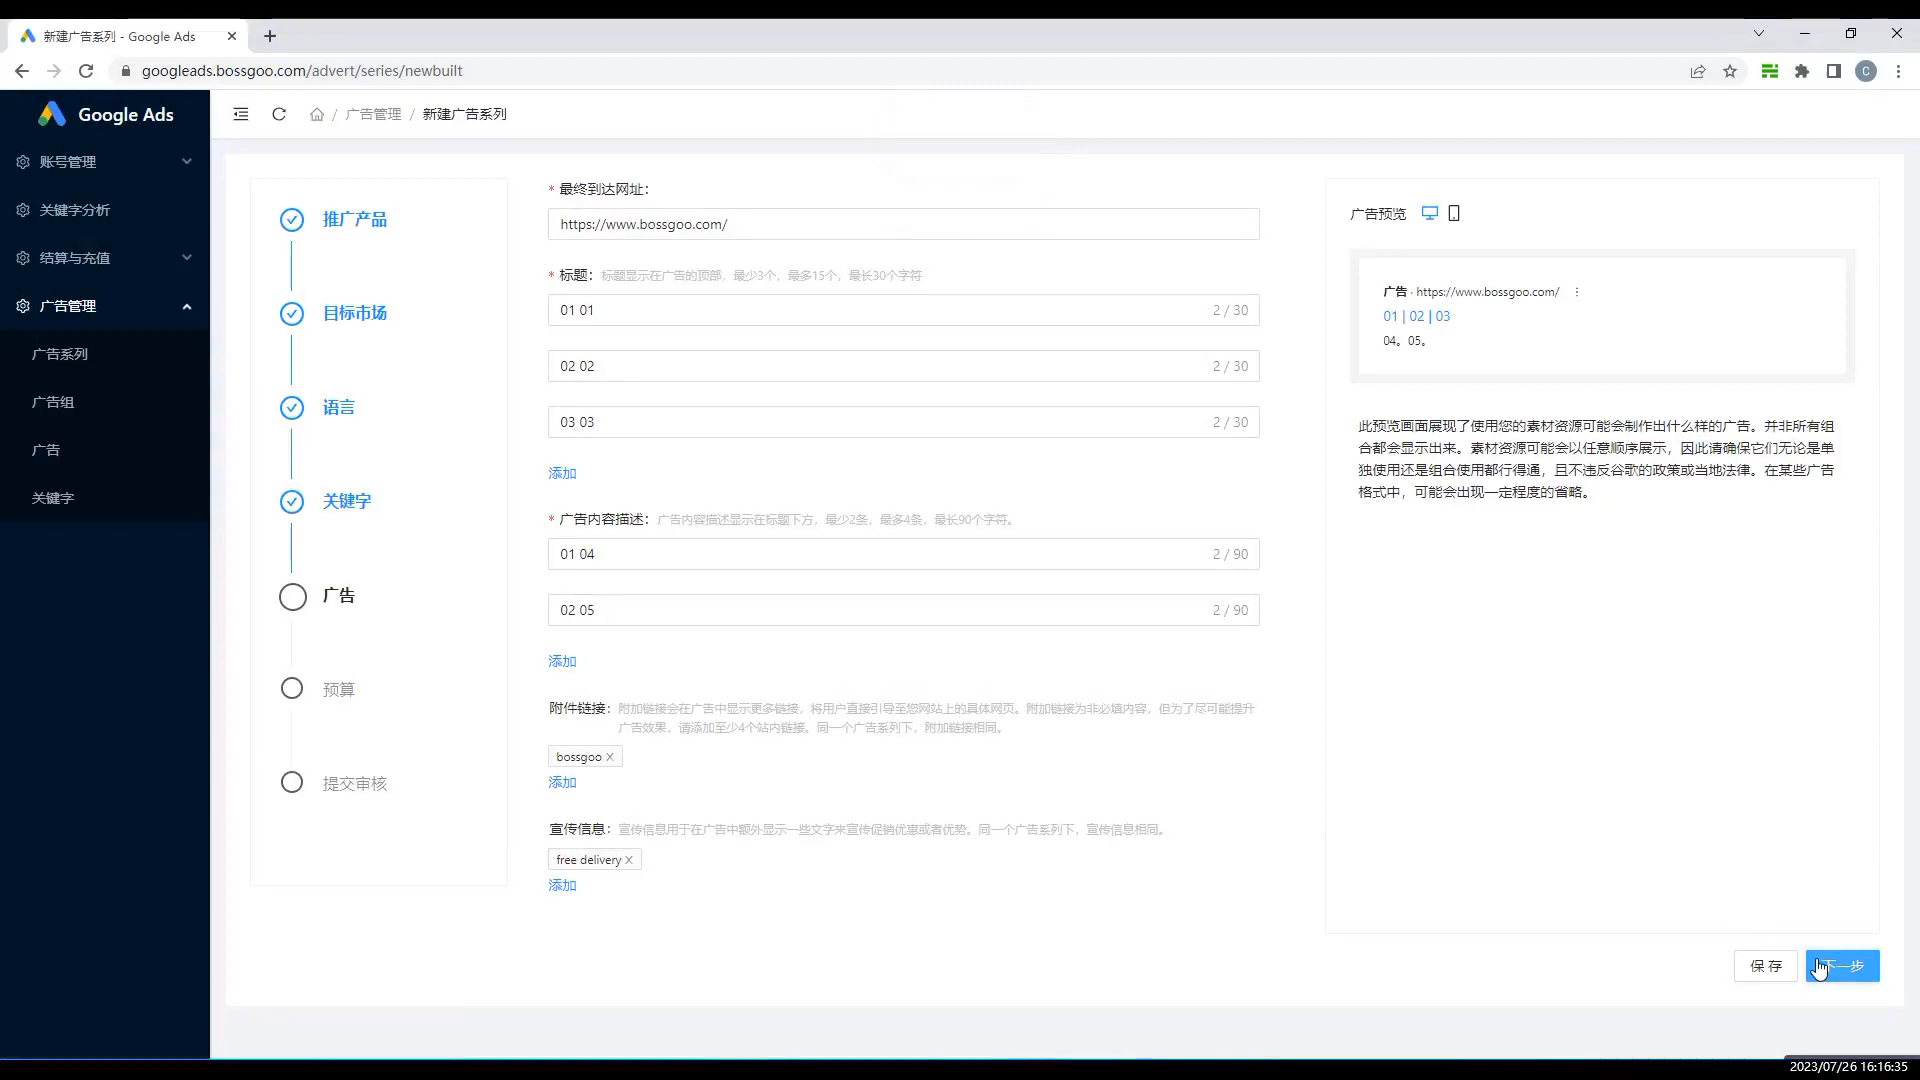 新建广告系列 - Google Ads
googleads.bossgoo.com/advert/series/newbuilt
C
Google Ads
/ 广告管理 / 新建广告系列
账号管理
关键字分析
结算与充值
广告管理
广告系列
广告组
广告
关键字
推广产品
目标市场
语言
关键字
广告
预算
提交审核
* 最终到达网址:
https://www.bossgoo.com/
* 标题: 标题显示在广告的顶部，最少3个，最多15个，最长30个字符
01 01 2 / 30
02 02 2 / 30
03 03 2 / 30
添加
* 广告内容描述: 广告内容描述显示在标题下方，最少2条，最多4条，最长90个字符。
01 04 2 / 90
02 05 2 / 90
添加
附件链接: 附加链接会在广告中显示更多链接，将用户直接引导至您网站上的具体网页。附加链接为非必填内容，但为了尽可能提升
广告效果，请添加至少4个站内链接。同一个广告系列下，附加链接相同。
bossgoo
添加
宣传信息: 宣传信息用于在广告中额外显示一些文字来宣传促销优惠或者优势。同一个广告系列下，宣传信息相同。
free delivery
添加
广告预览
广告 · https://www.bossgoo.com/
01 | 02 | 03
04。05。
此预览画面展现了使用您的素材资源可能会制作出什么样的广告。并非所有组
合都会显示出来。素材资源可能会以任意顺序展示，因此请确保它们无论是单
独使用还是组合使用都行得通，且不违反谷歌的政策或当地法律。在某些广告
格式中，可能会出现一定程度的省略。
保 存
下一步
2023/07/26 16:16:35